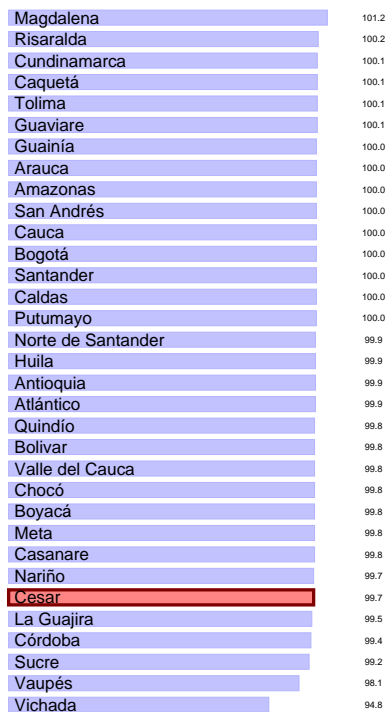 Magdalena 101.2
Risaralda 100.2
Cundinamarca 100.1
Caquetá 100.1
Tolima 100.1
Guaviare 100.1
Guainía 100.0
Arauca 100.0
Amazonas 100.0
San Andrés 100.0
Cauca 100.0
Bogotá 100.0
Santander 100.0
Caldas 100.0
Putumayo 100.0
Norte de Santander 99.9
Huila 99.9
Antioquia 99.9
Atlántico 99.9
Quindío 99.8
Bolivar 99.8
Valle del Cauca 99.8
Chocó 99.8
Boyacá 99.8
Meta 99.8
Casanare 99.8
Nariño 99.7
Cesar 99.7
La Guajira 99.5
Córdoba 99.4
Sucre 99.2
Vaupés 98.1
Vichada 94.8